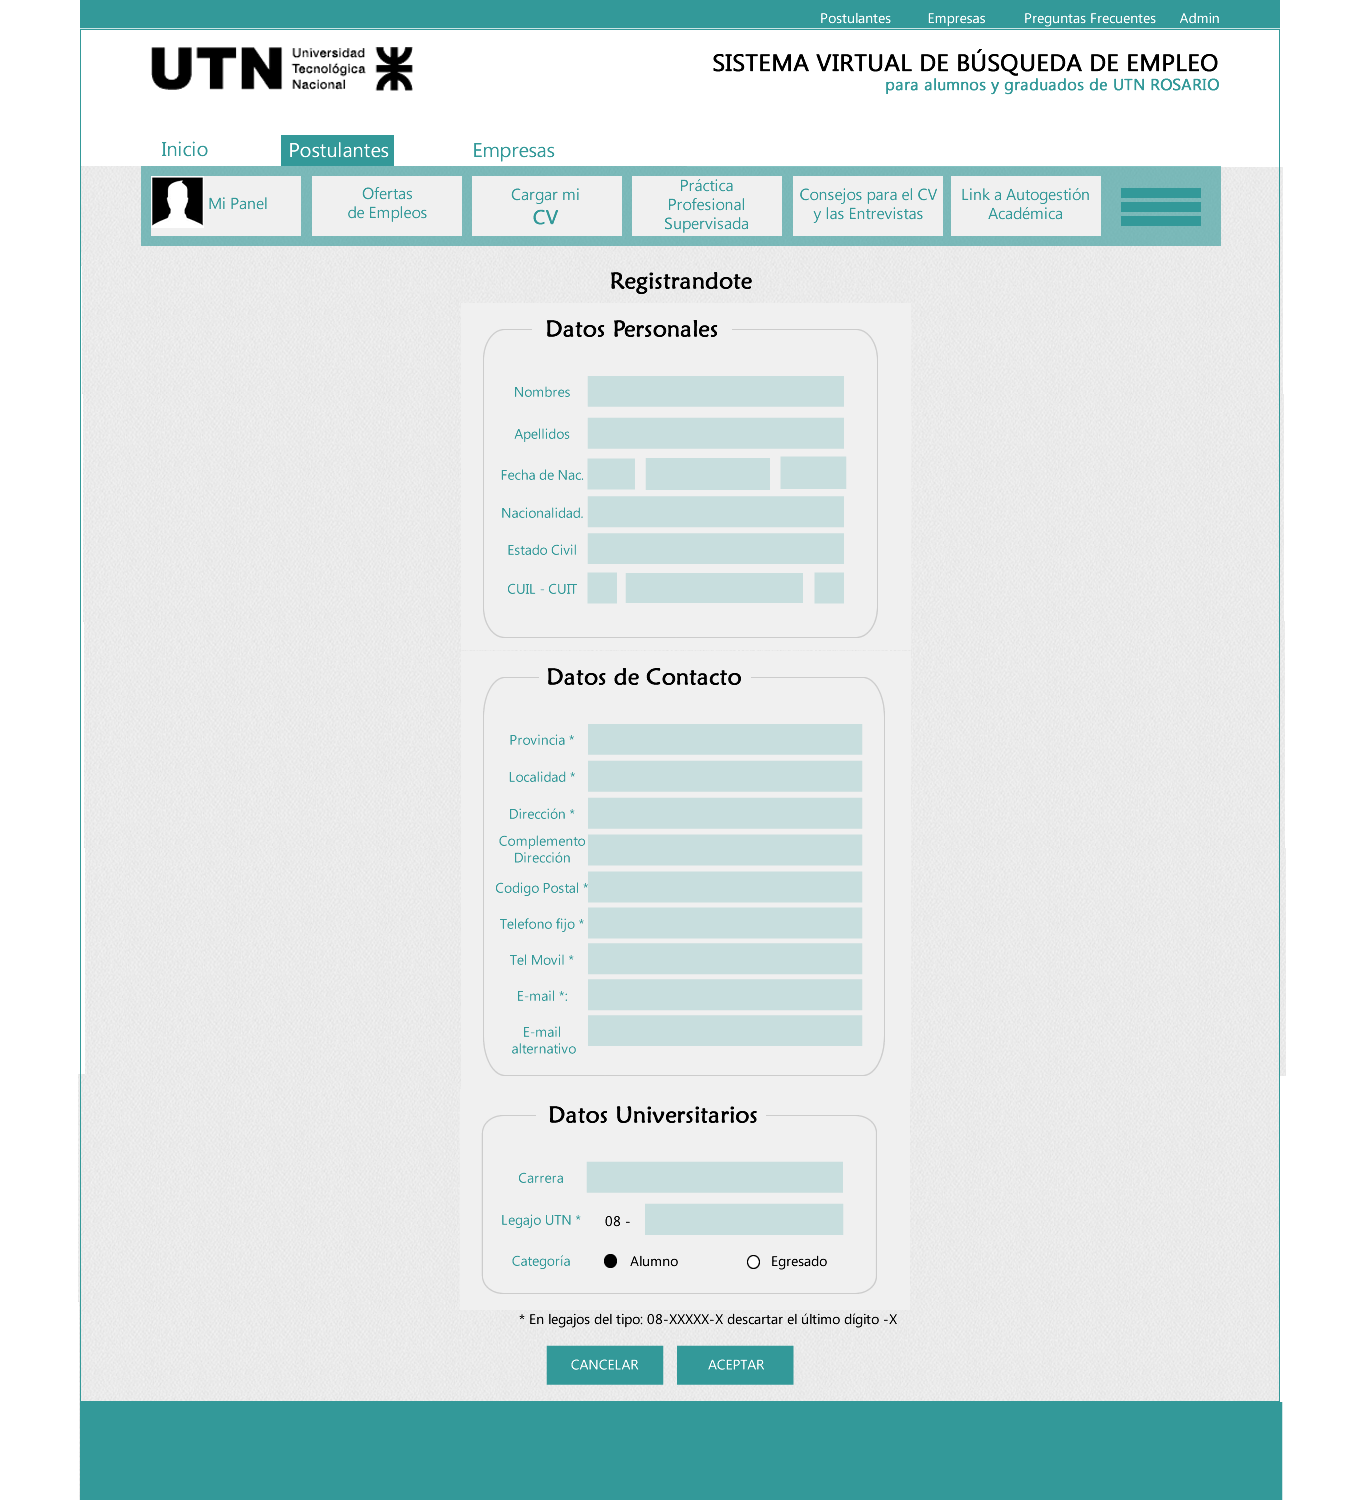 Postulantes Empresas Preguntas Frecuentes Admin
UTN Universidad
Tecnológica
Nacional
SISTEMA VIRTUAL DE BÚSQUEDA DE EMPLEO
para alumnos y graduados de UTN ROSARIO
Inicio Postulantes Empresas
Mi Panel
Ofertas
de Empleos
Cargar mi
CV
Práctica
Profesional
Supervisada
Consejos para el CV
y las Entrevistas
Link a Autogestión
Académica
Registrandote
Datos Personales
Nombres
Apellidos
Fecha de Nac.
Nacionalidad.
Estado Civil
CUIL - CUIT
Datos de Contacto
Provincia *
Localidad *
Dirección *
Complemento
Dirección
Codigo Postal *
Telefono fijo *
Tel Movil *
E-mail *:
E-mail
alternativo
Datos Universitarios
Carrera
Legajo UTN * 08 -
Categoría Alumno Egresado
* En legajos del tipo: 08-XXXXX-X descartar el último dígito -X
CANCELAR ACEPTAR